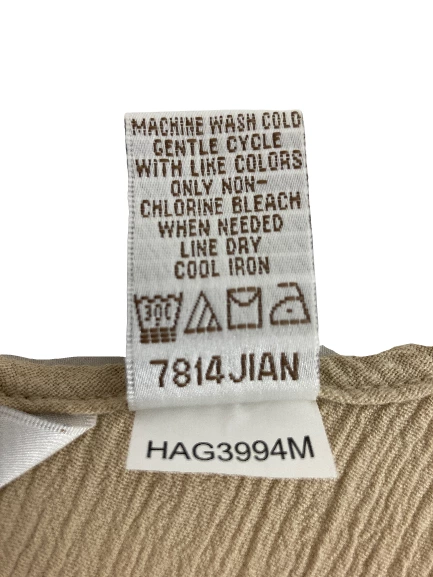 MACHINE WASH COLD
GENTLE CYCLE
WITH LIKE COLORS
ONLY NON-
CHLORINE BLEACH
WHEN NEEDED
LINE DRY
COOL IRON
30C
7814JIAN
HAG3994M